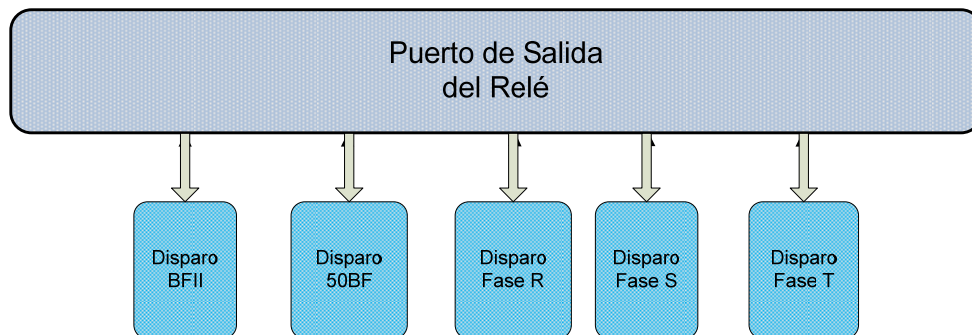 Puerto de Salida
del Relé
Disparo
BFII
Disparo
50BF
Disparo
Fase R
Disparo
Fase S
Disparo
Fase T